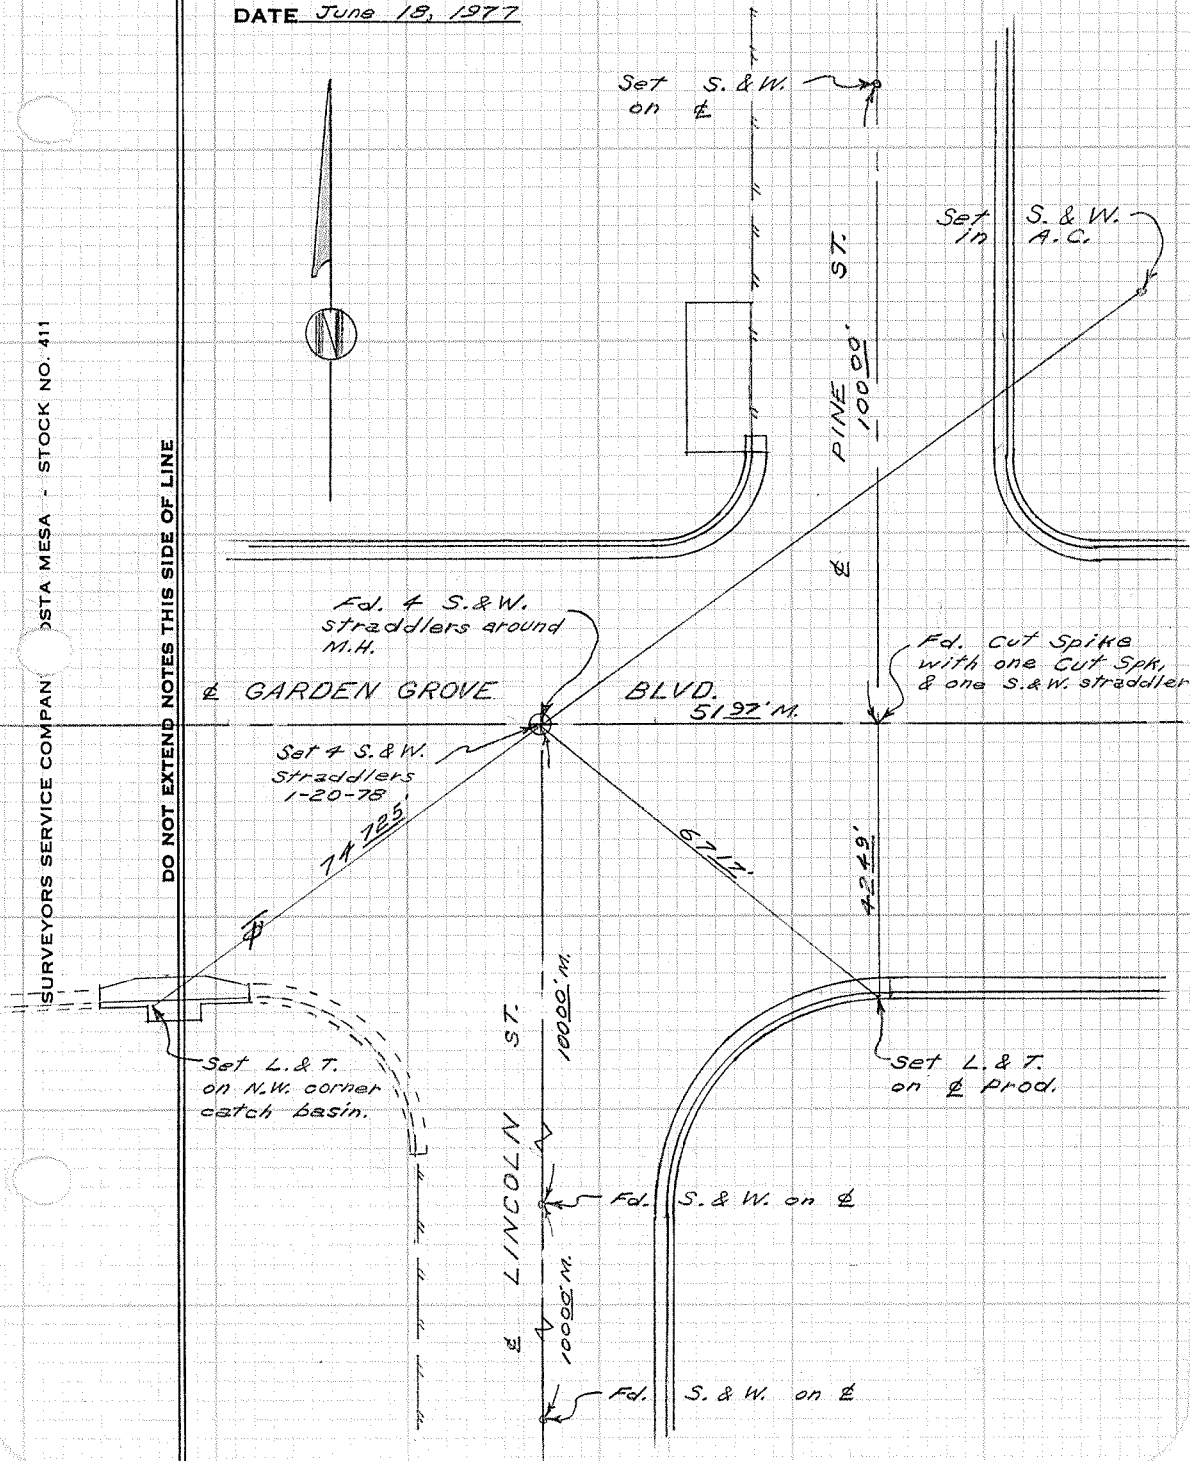 DATE June 18, 1977
Set S. & W.
on ℄
Set S. & W.
in A.C.
PINE ST.
100.00'
℄
SURVEYORS SERVICE COMPAN OSTA MESA - STOCK NO. 411
DO NOT EXTEND NOTES THIS SIDE OF LINE
N
Fd. 4 S.&W.
straddlers around
M.H.
Fd. Cut Spike
with one Cut Spk,
& one S.&W. straddler
℄ GARDEN GROVE BLVD.
51.97' M.
Set 4 S.&W.
Straddlers
1-20-78
74.725'
67.17'
42.49'
Set L.& T.
on N.W. corner
catch basin.
Set L.& T.
on ℄ Prod.
℄ LINCOLN ST.
100.00' M.
Fd. S. & W. on ℄
100.00' M.
Fd. S. & W. on ℄